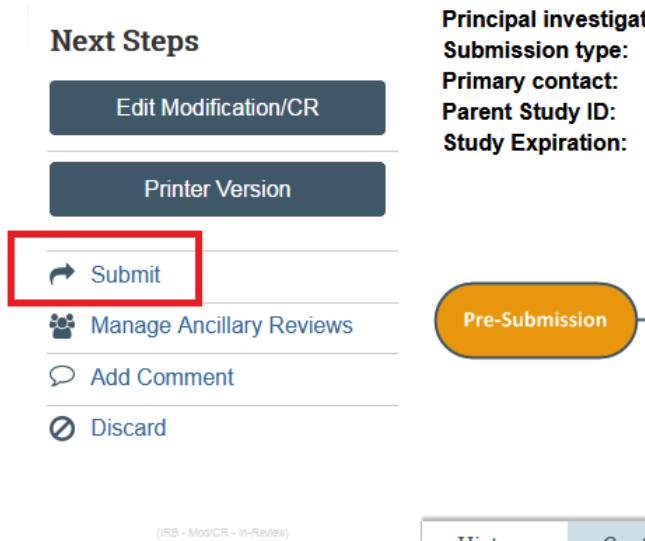 Next Steps
Edit Modification/CR
Printer Version
Submit
Manage Ancillary Reviews
Add Comment
Discard
(IRB - Mod/CR - In-Review)
Principal
Submission type:
Primary contact:
Parent Study ID:
Study Expiration:
Pre-Submission